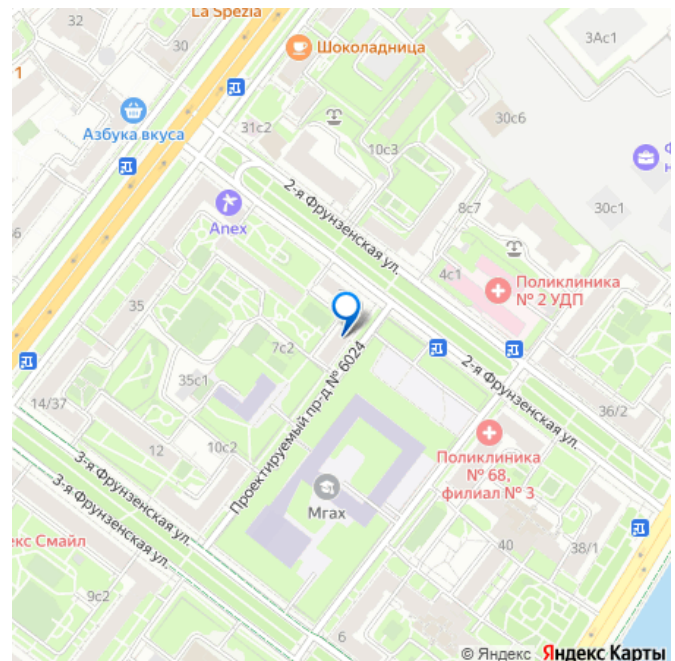 La Spezia
32
30
3Ас1
Шоколадница
1
Азбука вкуса
31с2
10с3
30с6
2-я Фрунзенская ул.
Anex
8с7
30с1
4с1
Поликлиника
№ 2 УДП
35
7с2
35с1
2-я Фрунзенская ул.
14/37
Проектируемый пр-д № 6024
36/2
12
10с2
Поликлиника
№ 68,
филиал № 3
3-я Фрунзенская ул.
3-я Фрунзенская ул.
Мгах
екс Смайл
40
38/1
9с2
6
© Яндекс Яндекс Карты